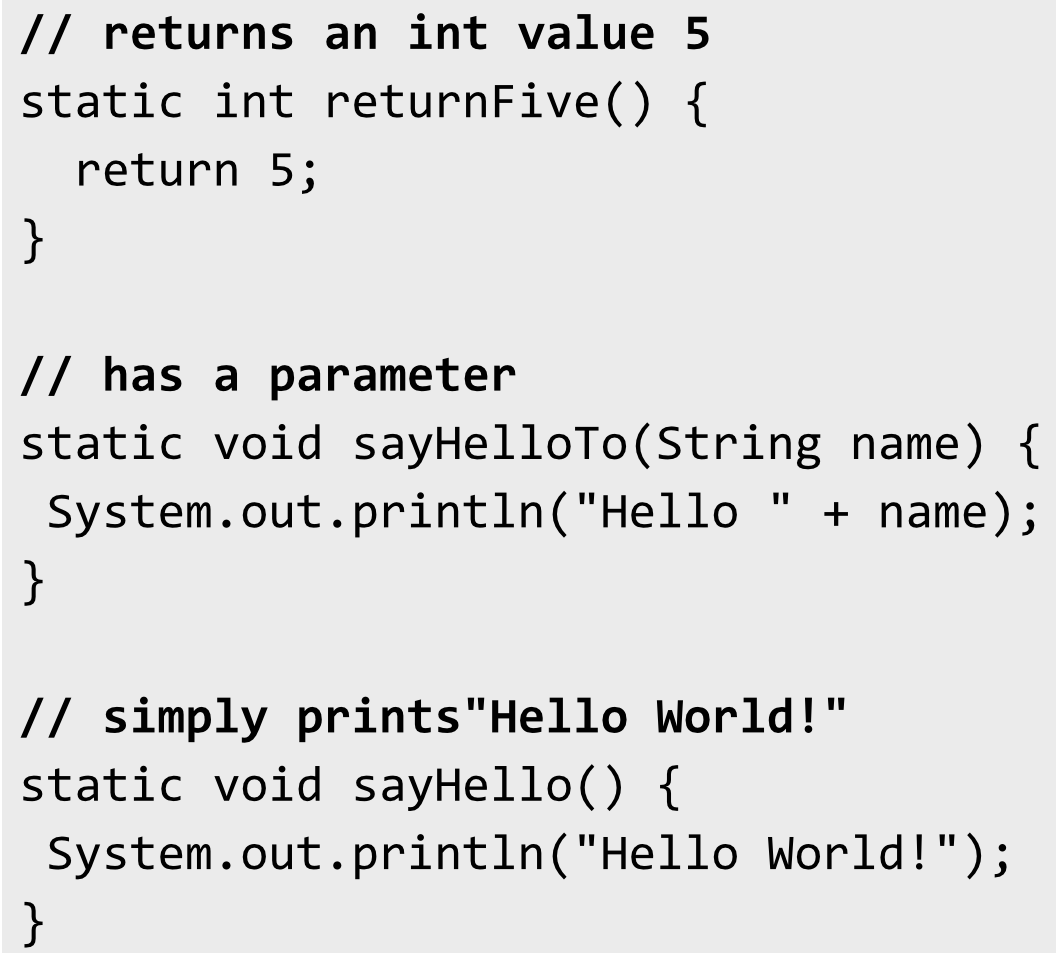 // returns an int value 5
static int returnFive() {
  return 5;
}

// has a parameter
static void sayHelloTo(String name) {
 System.out.println("Hello " + name);
}

// simply prints"Hello World!"
static void sayHello() {
 System.out.println("Hello World!");
}